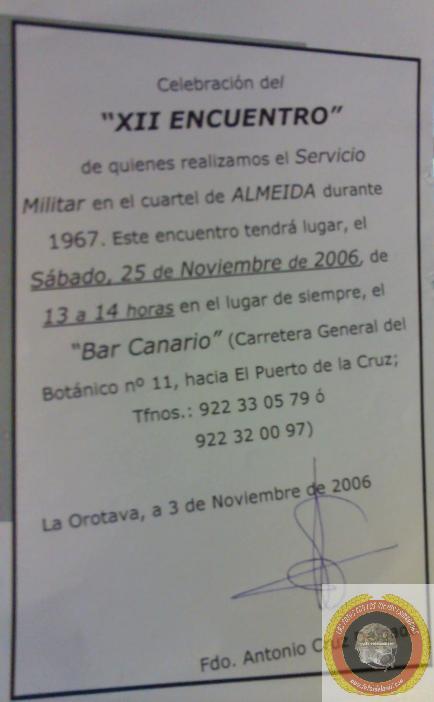 Celebración del
"XII ENCUENTRO"
de quienes realizamos el Servicio
Militar en el cuartel de ALMEIDA durante
1967. Este encuentro tendrá lugar, el
Sábado, 25 de Noviembre de 2006, de
13 a 14 horas en el lugar de siempre, el
"Bar Canario" (Carretera General del
Botánico nº 11, hacia El Puerto de la Cruz;
Tfnos.: 922 33 05 79 ó
922 32 00 97)
La Orotava, a 3 de Noviembre de 2006
Fdo. Antonio Cruz